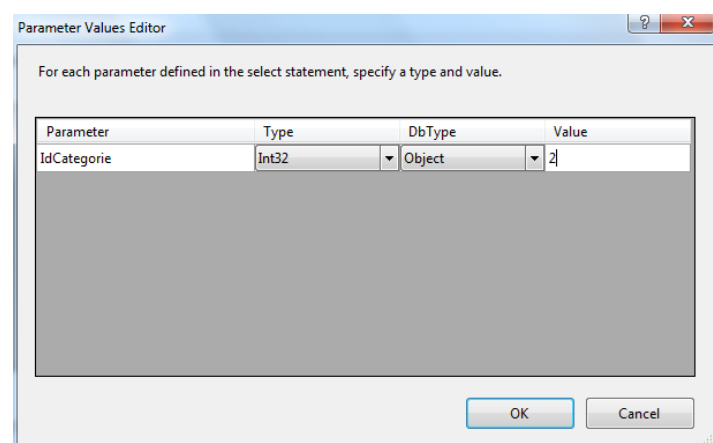 Parameter Values Editor
For each parameter defined in the select statement, specify a type and value.
Parameter Type DbType Value
IdCategorie Int32 Object 2
OK Cancel